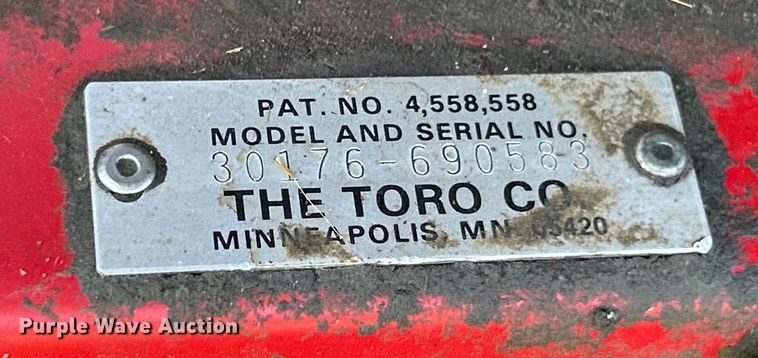 PAT. NO. 4,558,558
MODEL AND SERIAL NO.
30176-690583
THE TORO CO.
MINNEAPOLIS, MN. 55420
Purple Wave Auction